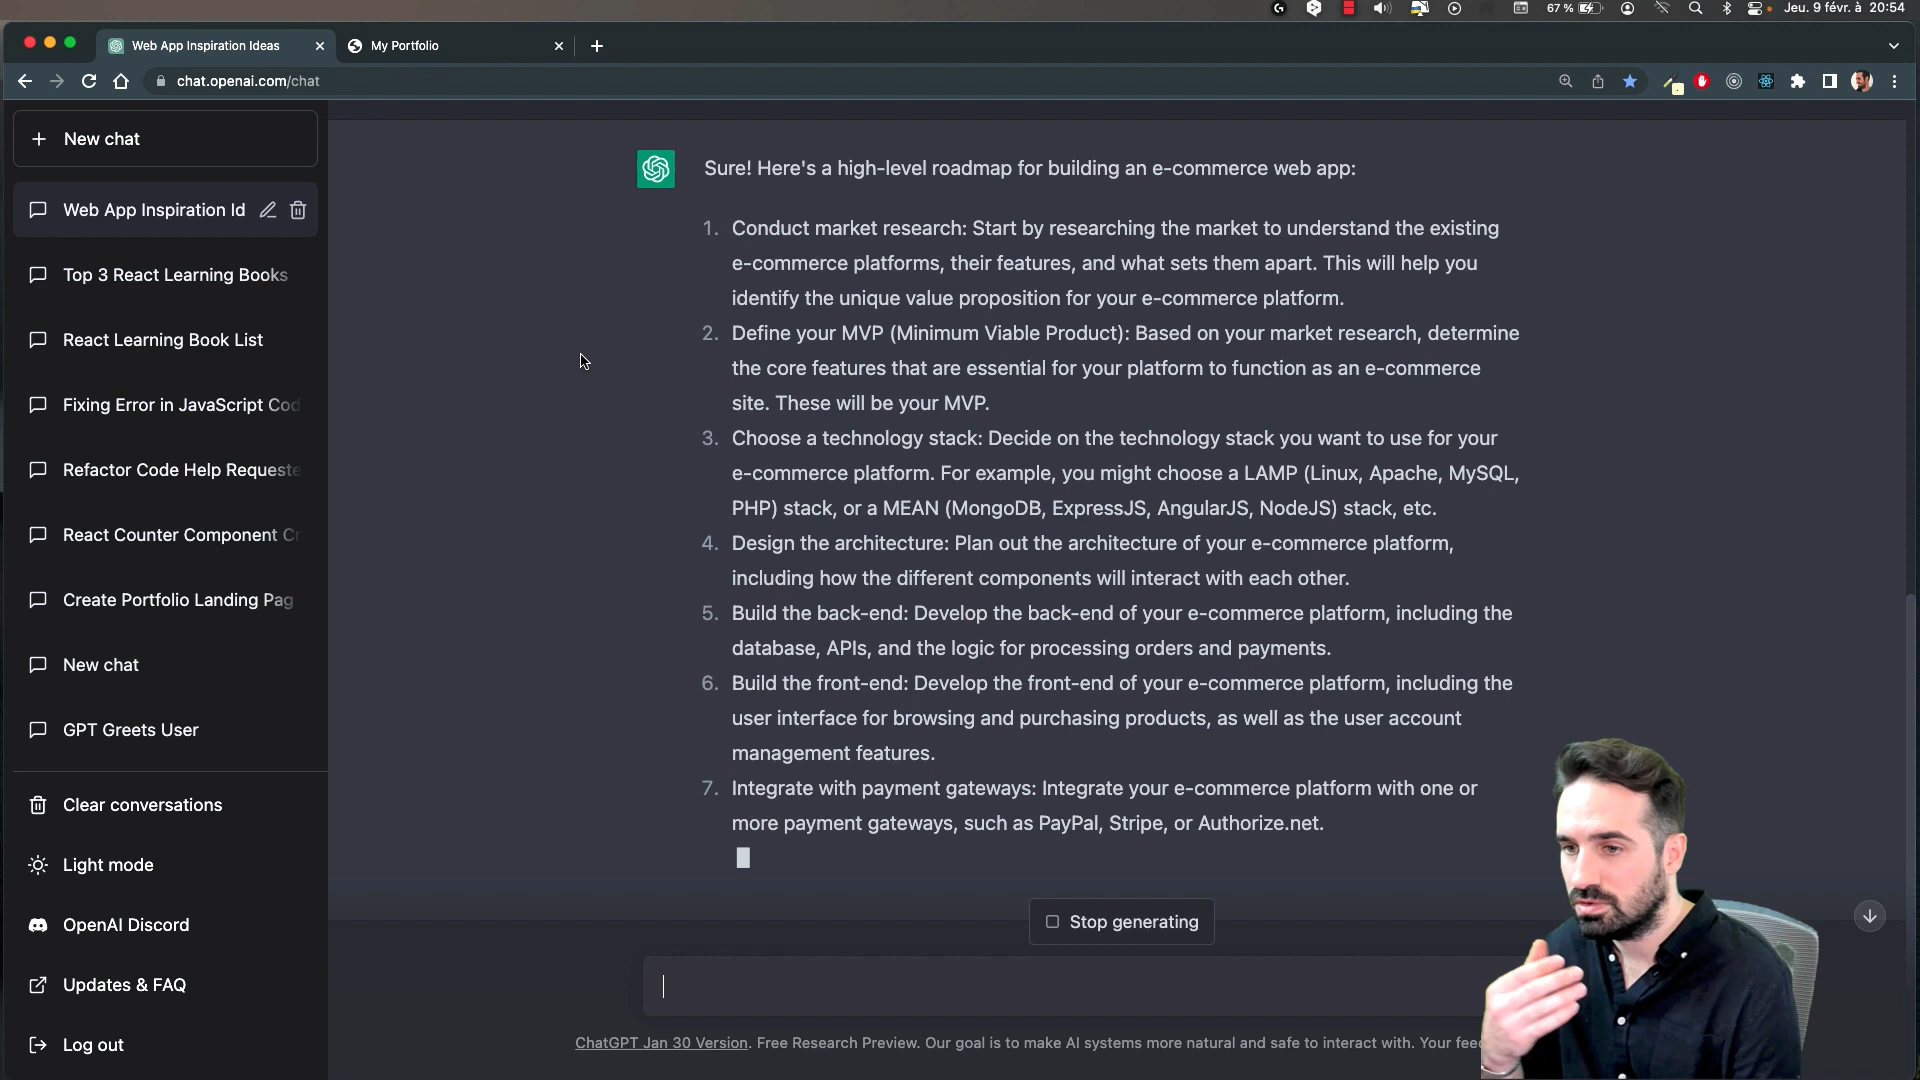 67 %
Jeu. 9 févr. à 20:54
Web App Inspiration Ideas
My Portfolio
chat.openai.com/chat
New chat
Web App Inspiration Id
Top 3 React Learning Books
React Learning Book List
Fixing Error in JavaScript Cod
Refactor Code Help Requeste
React Counter Component Cr
Create Portfolio Landing Pag
New chat
GPT Greets User
Clear conversations
Light mode
OpenAI Discord
Updates & FAQ
Log out
Sure! Here's a high-level roadmap for building an e-commerce web app:
1. Conduct market research: Start by researching the market to understand the existing
e-commerce platforms, their features, and what sets them apart. This will help you
identify the unique value proposition for your e-commerce platform.
2. Define your MVP (Minimum Viable Product): Based on your market research, determine
the core features that are essential for your platform to function as an e-commerce
site. These will be your MVP.
3. Choose a technology stack: Decide on the technology stack you want to use for your
e-commerce platform. For example, you might choose a LAMP (Linux, Apache, MySQL,
PHP) stack, or a MEAN (MongoDB, ExpressJS, AngularJS, NodeJS) stack, etc.
4. Design the architecture: Plan out the architecture of your e-commerce platform,
including how the different components will interact with each other.
5. Build the back-end: Develop the back-end of your e-commerce platform, including the
database, APIs, and the logic for processing orders and payments.
6. Build the front-end: Develop the front-end of your e-commerce platform, including the
user interface for browsing and purchasing products, as well as the user account
management features.
7. Integrate with payment gateways: Integrate your e-commerce platform with one or
more payment gateways, such as PayPal, Stripe, or Authorize.net.
Stop generating
ChatGPT Jan 30 Version. Free Research Preview. Our goal is to make AI systems more natural and safe to interact with. Your fee